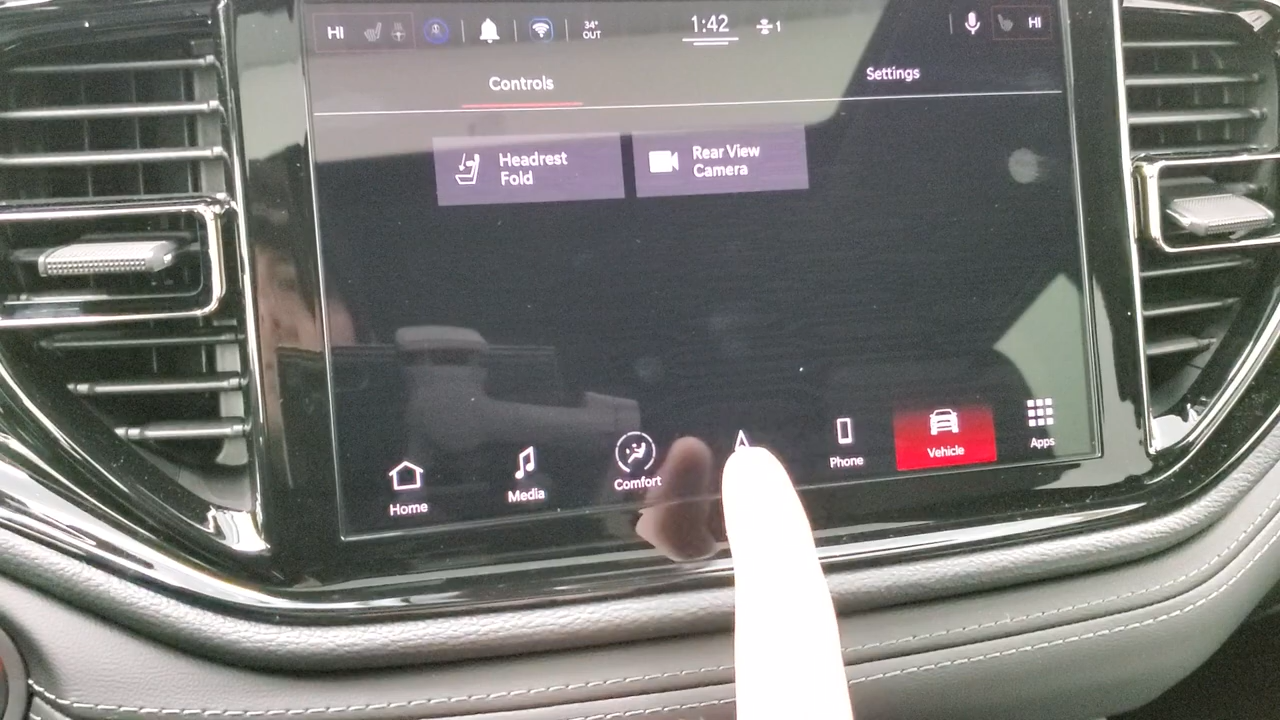 HI
34°
OUT
1:42
1
HI
Controls
Settings
Headrest
Fold
Rear View
Camera
Home
Media
Comfort
Phone
Vehicle
Apps